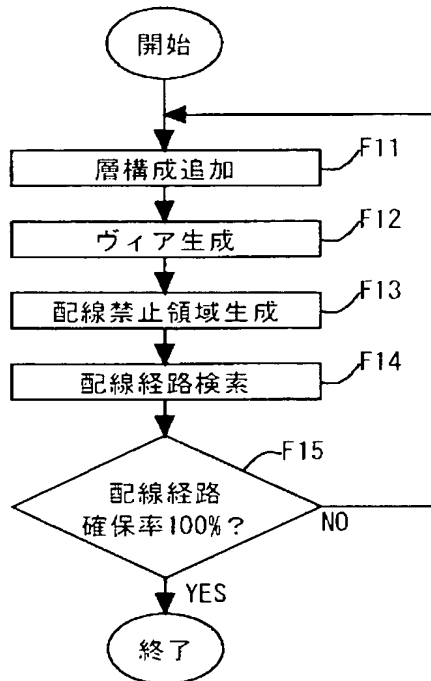 開始
層構成追加
F11
ヴィア生成
F12
配線禁止領域生成
F13
配線経路検索
F14
F15
配線経路
確保率100%?
NO
YES
終了